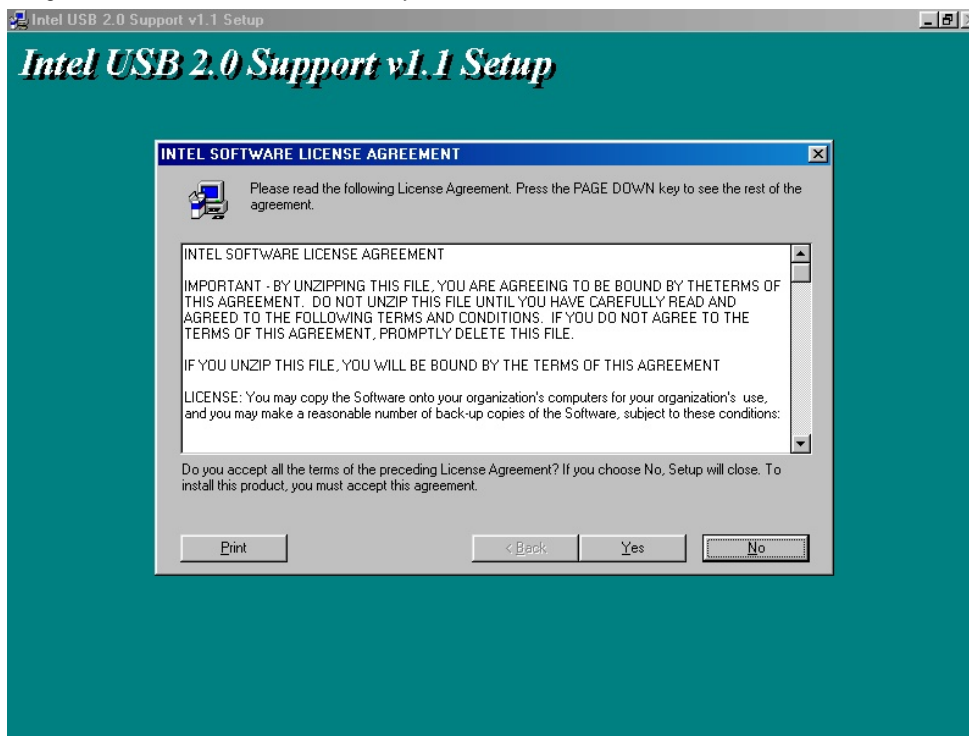 Intel USB 2.0 Support v1.1 Setup
Intel USB 2.0 Support v1.1 Setup
INTEL SOFTWARE LICENSE AGREEMENT
Please read the following License Agreement. Press the PAGE DOWN key to see the rest of the
agreement.
INTEL SOFTWARE LICENSE AGREEMENT
IMPORTANT - BY UNZIPPING THIS FILE, YOU ARE AGREEING TO BE BOUND BY THETERMS OF
THIS AGREEMENT.  DO NOT UNZIP THIS FILE UNTIL YOU HAVE CAREFULLY READ AND
AGREED TO THE FOLLOWING TERMS AND CONDITIONS.  IF YOU DO NOT AGREE TO THE
TERMS OF THIS AGREEMENT, PROMPTLY DELETE THIS FILE.
IF YOU UNZIP THIS FILE, YOU WILL BE BOUND BY THE TERMS OF THIS AGREEMENT
LICENSE: You may copy the Software onto your organization's computers for your organization's  use,
and you may make a reasonable number of back-up copies of the Software, subject to these conditions:
Do you accept all the terms of the preceding License Agreement? If you choose No, Setup will close. To
install this product, you must accept this agreement.
Print
< Back
Yes
No